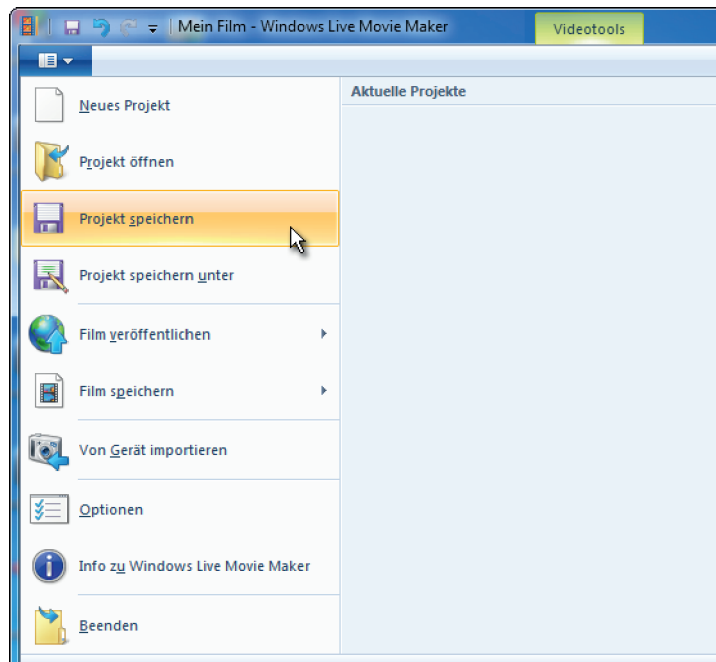 Mein Film - Windows Live Movie Maker
Videotools
Aktuelle Projekte
Neues Projekt
Projekt öffnen
Projekt speichern
Projekt speichern unter
Film veröffentlichen
Film speichern
Von Gerät importieren
Optionen
Info zu Windows Live Movie Maker
Beenden